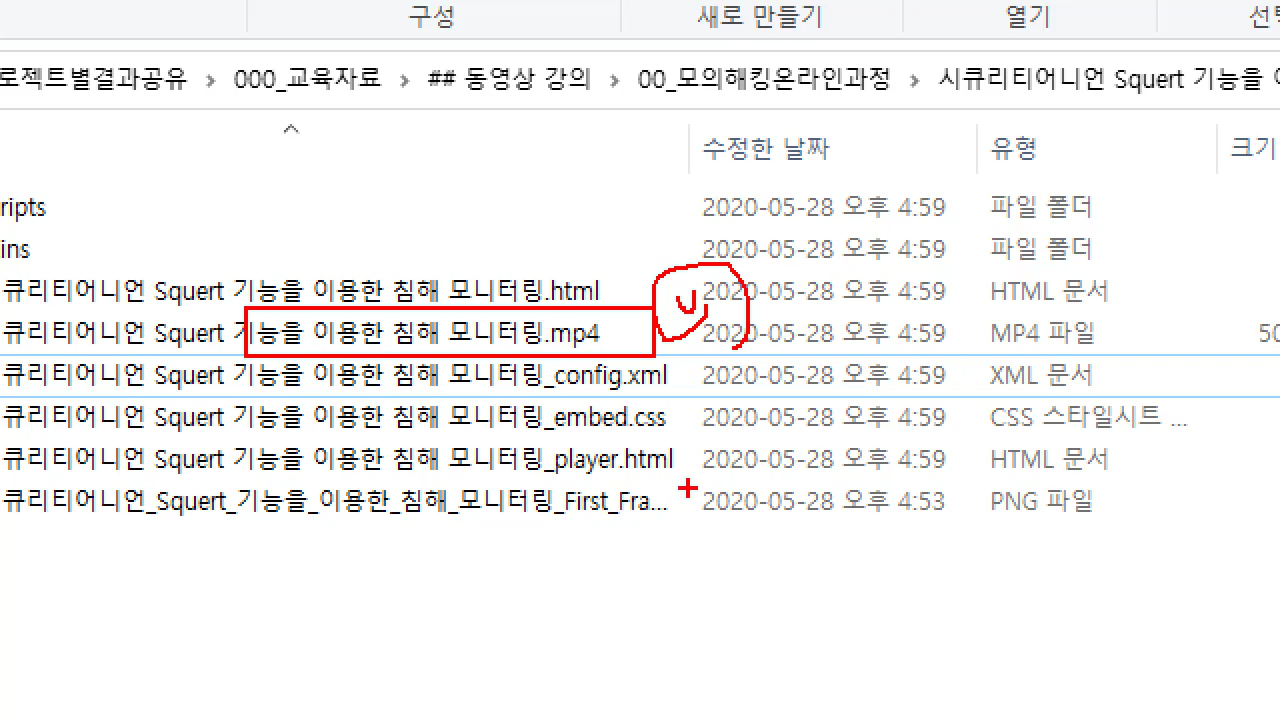 구성 새로 만들기 열기 선택
로젝트별결과공유 > 000_교육자료 > ## 동영상 강의 > 00_모의해킹온라인과정 > 시큐리티어니언 Squert 기능을
수정한 날짜 유형 크기
ripts 2020-05-28 오후 4:59 파일 폴더
ins 2020-05-28 오후 4:59 파일 폴더
큐리티어니언 Squert 기능을 이용한 침해 모니터링.html 2020-05-28 오후 4:59 HTML 문서
큐리티어니언 Squert 기능을 이용한 침해 모니터링.mp4 2020-05-28 오후 4:59 MP4 파일 50
큐리티어니언 Squert 기능을 이용한 침해 모니터링_config.xml 2020-05-28 오후 4:59 XML 문서
큐리티어니언 Squert 기능을 이용한 침해 모니터링_embed.css 2020-05-28 오후 4:59 CSS 스타일시트 ...
큐리티어니언 Squert 기능을 이용한 침해 모니터링_player.html 2020-05-28 오후 4:59 HTML 문서
큐리티어니언_Squert_기능을_이용한_침해_모니터링_First_Fra... 2020-05-28 오후 4:53 PNG 파일